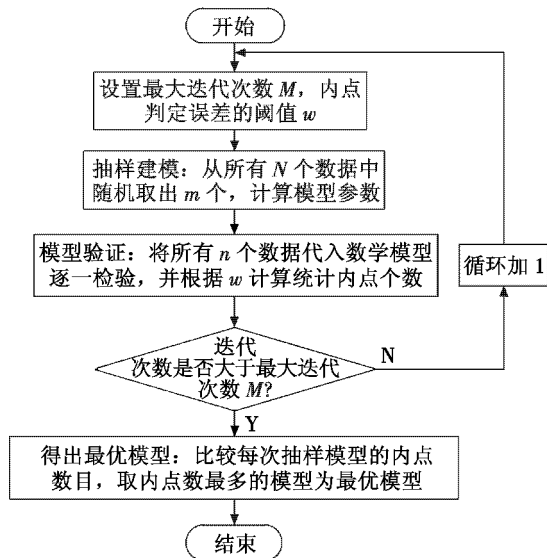 开始
设置最大迭代次数 M，内点
判定误差的阈值 w
抽样建模：从所有 N 个数据中
随机取出 m 个，计算模型参数
模型验证：将所有 n 个数据代入数学模型
逐一检验，并根据 w 计算统计内点个数
循环加 1
迭代
次数是否大于最大迭代
次数 M?
N
Y
得出最优模型：比较每次抽样模型的内点
数目，取内点数最多的模型为最优模型
结束